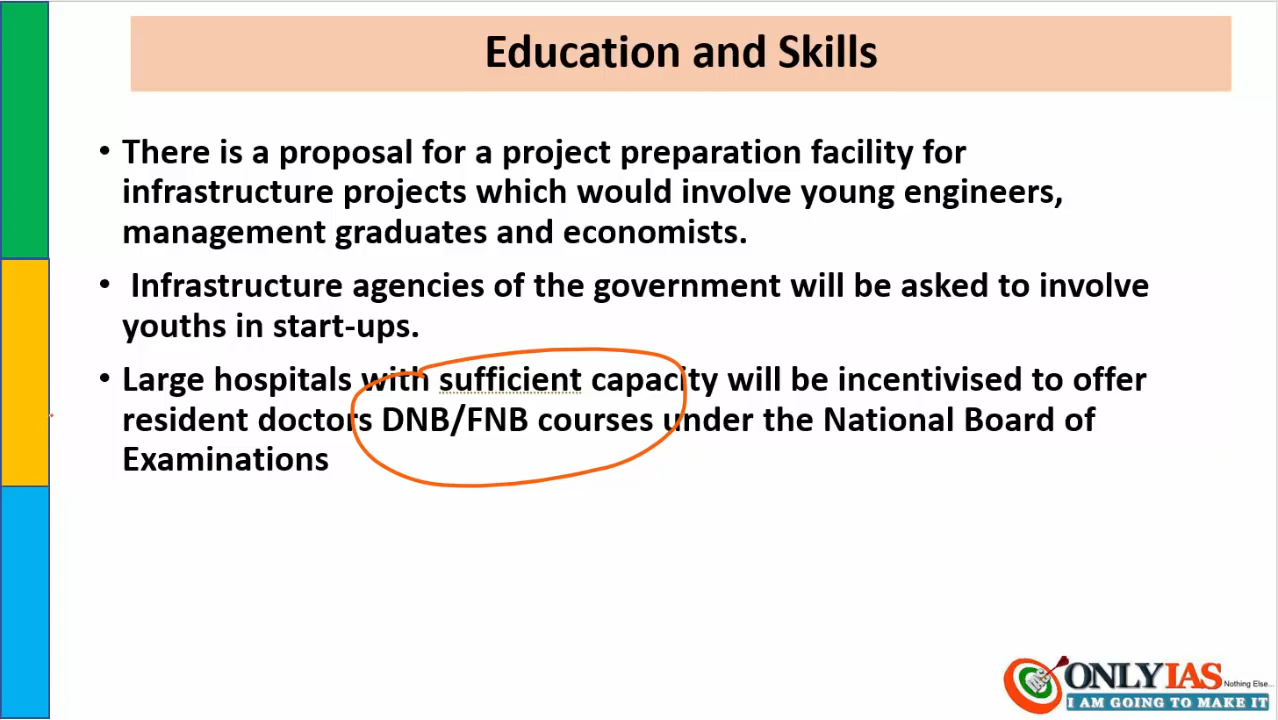 Education and Skills
• There is a proposal for a project preparation facility for
infrastructure projects which would involve young engineers,
management graduates and economists.
• Infrastructure agencies of the government will be asked to involve
youths in start-ups.
• Large hospitals with sufficient capacity will be incentivised to offer
resident doctors DNB/FNB courses under the National Board of
Examinations
ONLYIAS Nothing Else...
I AM GOING TO MAKE IT